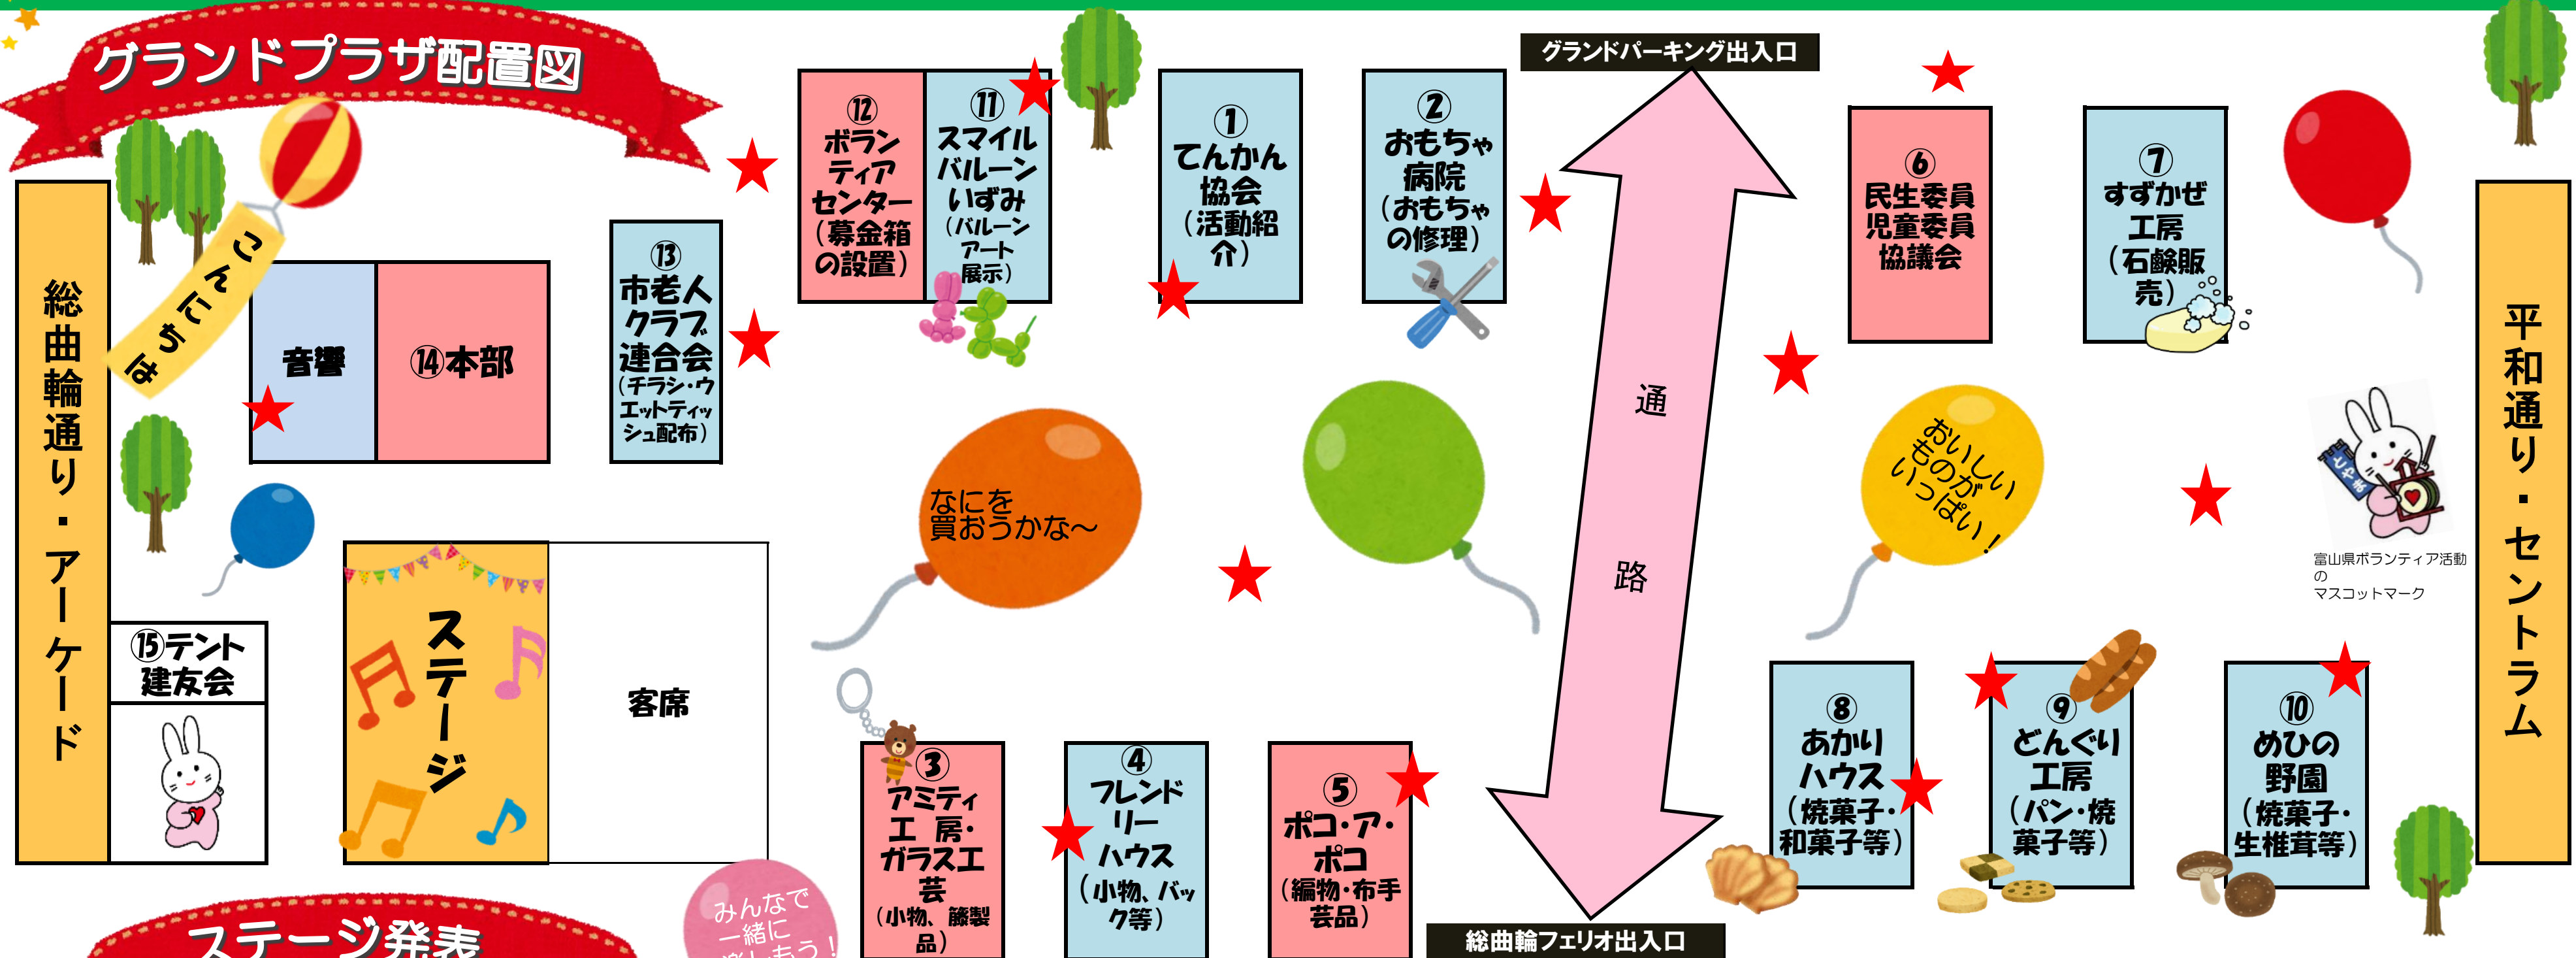 グランドプラザ配置図
グランドパーキング出入口
総曲輪通り・アーケード
こんにちは
音響
⑭本部
⑬
市老人
クラブ
連合会
(チラシ・ウ
エットティッ
シュ配布)
⑫
ボラン
ティア
センター
(募金箱
の設置)
⑪
スマイル
バルーン
いずみ
(バルーン
アート
展示)
①
てんかん
協会
(活動紹
介)
②
おもちゃ
病院
(おもちゃ
の修理)
通路
⑥
民生委員
児童委員
協議会
⑦
すずかぜ
工房
(石鹸販
売)
平和通り・セントラム
なにを
買おうかな～
おいしい
ものが
いっぱい！
とやま
富山県ボランティア活動
の
マスコットマーク
⑮テント
建友会
ステージ
客席
③
アミティ
工　房・
ガラス工
芸
(小物、籐製
品)
④
フレンド
リー
ハウス
(小物、バッ
ク等)
⑤
ポコ・ア・
ポコ
(編物・布手
芸品)
⑧
あかり
ハウス
(焼菓子・
和菓子等)
⑨
どんぐり
工房
(パン・焼
菓子等)
⑩
めひの
野園
(焼菓子・
生椎茸等)
総曲輪フェリオ出入口
ステージ発表
みんなで
一緒に
楽しもう！